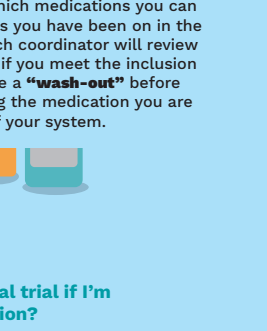 which medications you can
s you have been on in the
ch coordinator will review
if you meet the inclusion
e a “wash-out” before
g the medication you are
f your system.
al trial if I’m
ion?